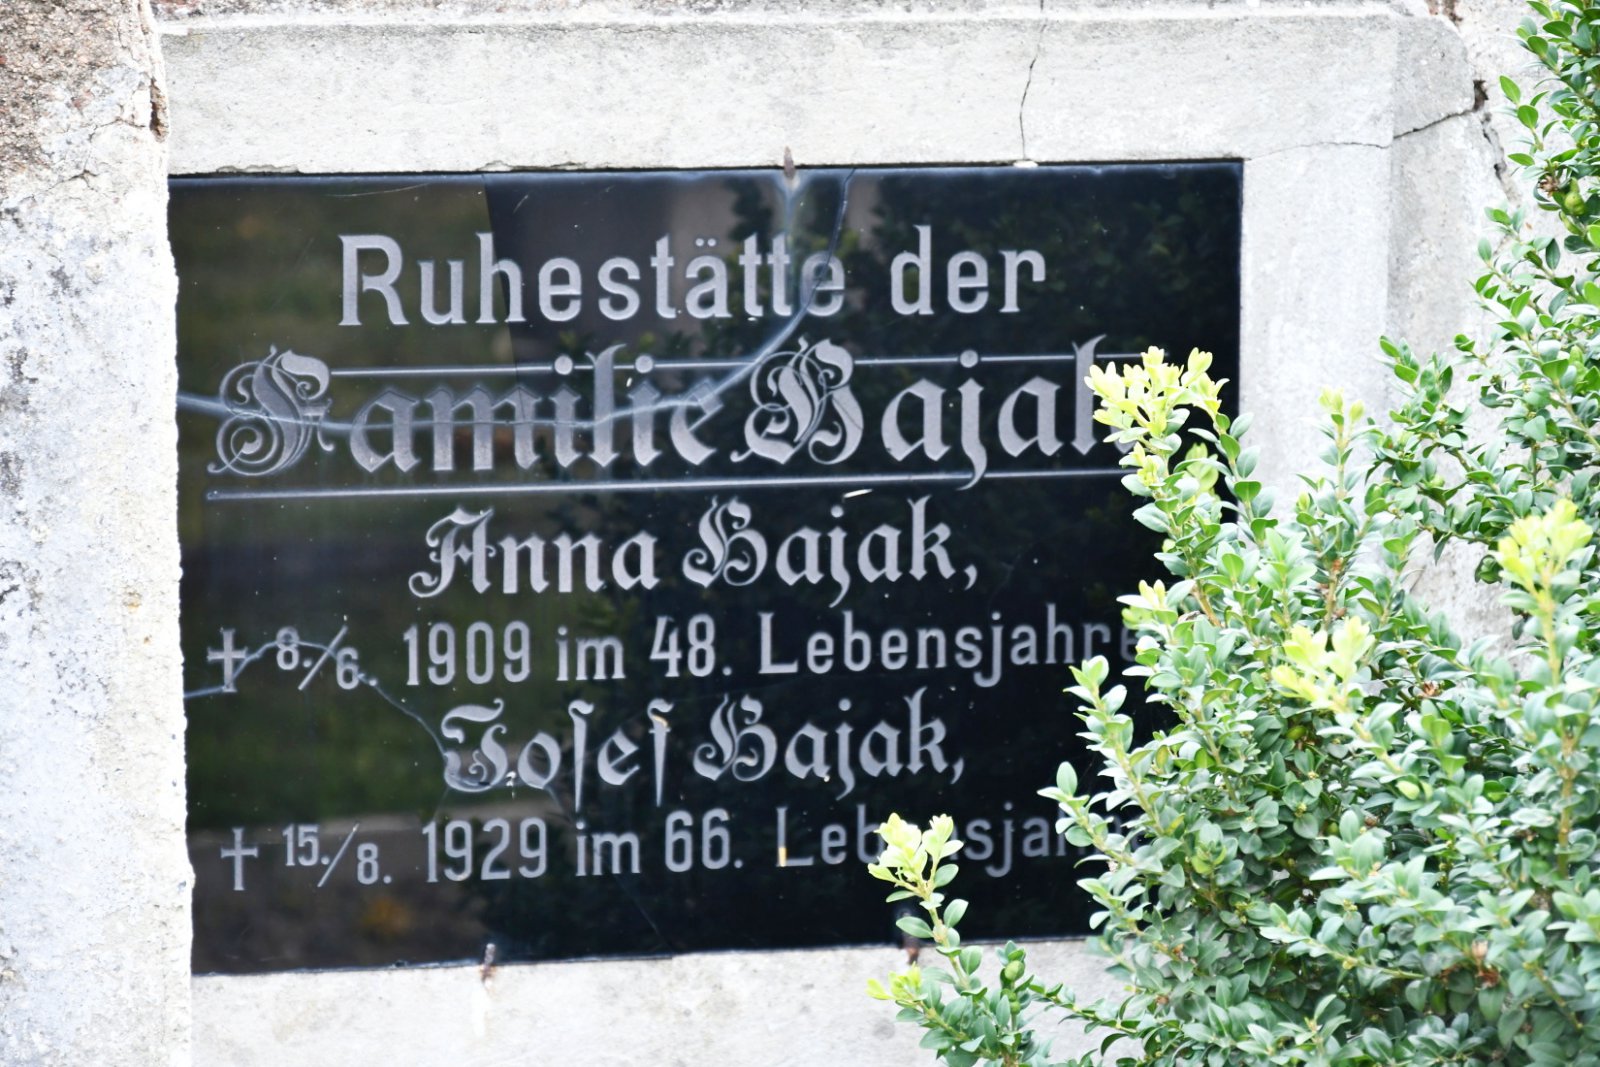 Ruhestätte der
Familie Bajak
Anna Bajak,
✝ 8./6. 1909 im 48. Lebensjahre
Josef Bajak,
✝ 15./8. 1929 im 66. Lebensjahre